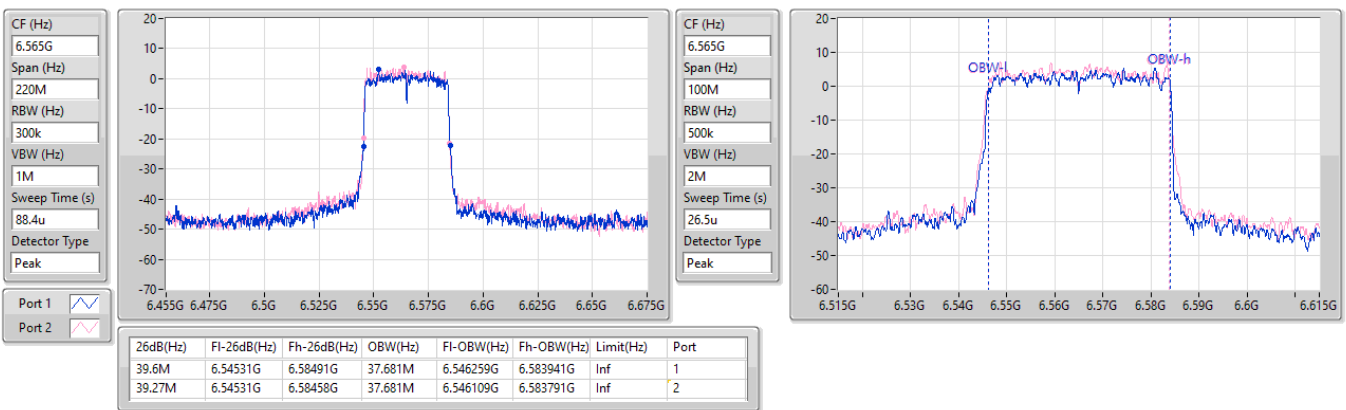 CF (Hz)
6.565G
Span (Hz)
220M
RBW (Hz)
300k
VBW (Hz)
1M
Sweep Time (s)
88.4u
Detector Type
Peak
Port 1
Port 2
20
10
0
-10
-20
-30
-40
-50
-60
-70
6.455G 6.475G 6.5G 6.525G 6.55G 6.575G 6.6G 6.625G 6.65G 6.675G
CF (Hz)
6.565G
Span (Hz)
100M
RBW (Hz)
500k
VBW (Hz)
2M
Sweep Time (s)
26.5u
Detector Type
Peak
20
10
0
-10
-20
-30
-40
-50
-60
OBW-l OBW-h
6.515G 6.53G 6.54G 6.55G 6.56G 6.57G 6.58G 6.59G 6.6G 6.615G
26dB(Hz) Fl-26dB(Hz) Fh-26dB(Hz) OBW(Hz) Fl-OBW(Hz) Fh-OBW(Hz) Limit(Hz) Port
39.6M 6.54531G 6.58491G 37.681M 6.546259G 6.583941G Inf 1
39.27M 6.54531G 6.58458G 37.681M 6.546109G 6.583791G Inf 2